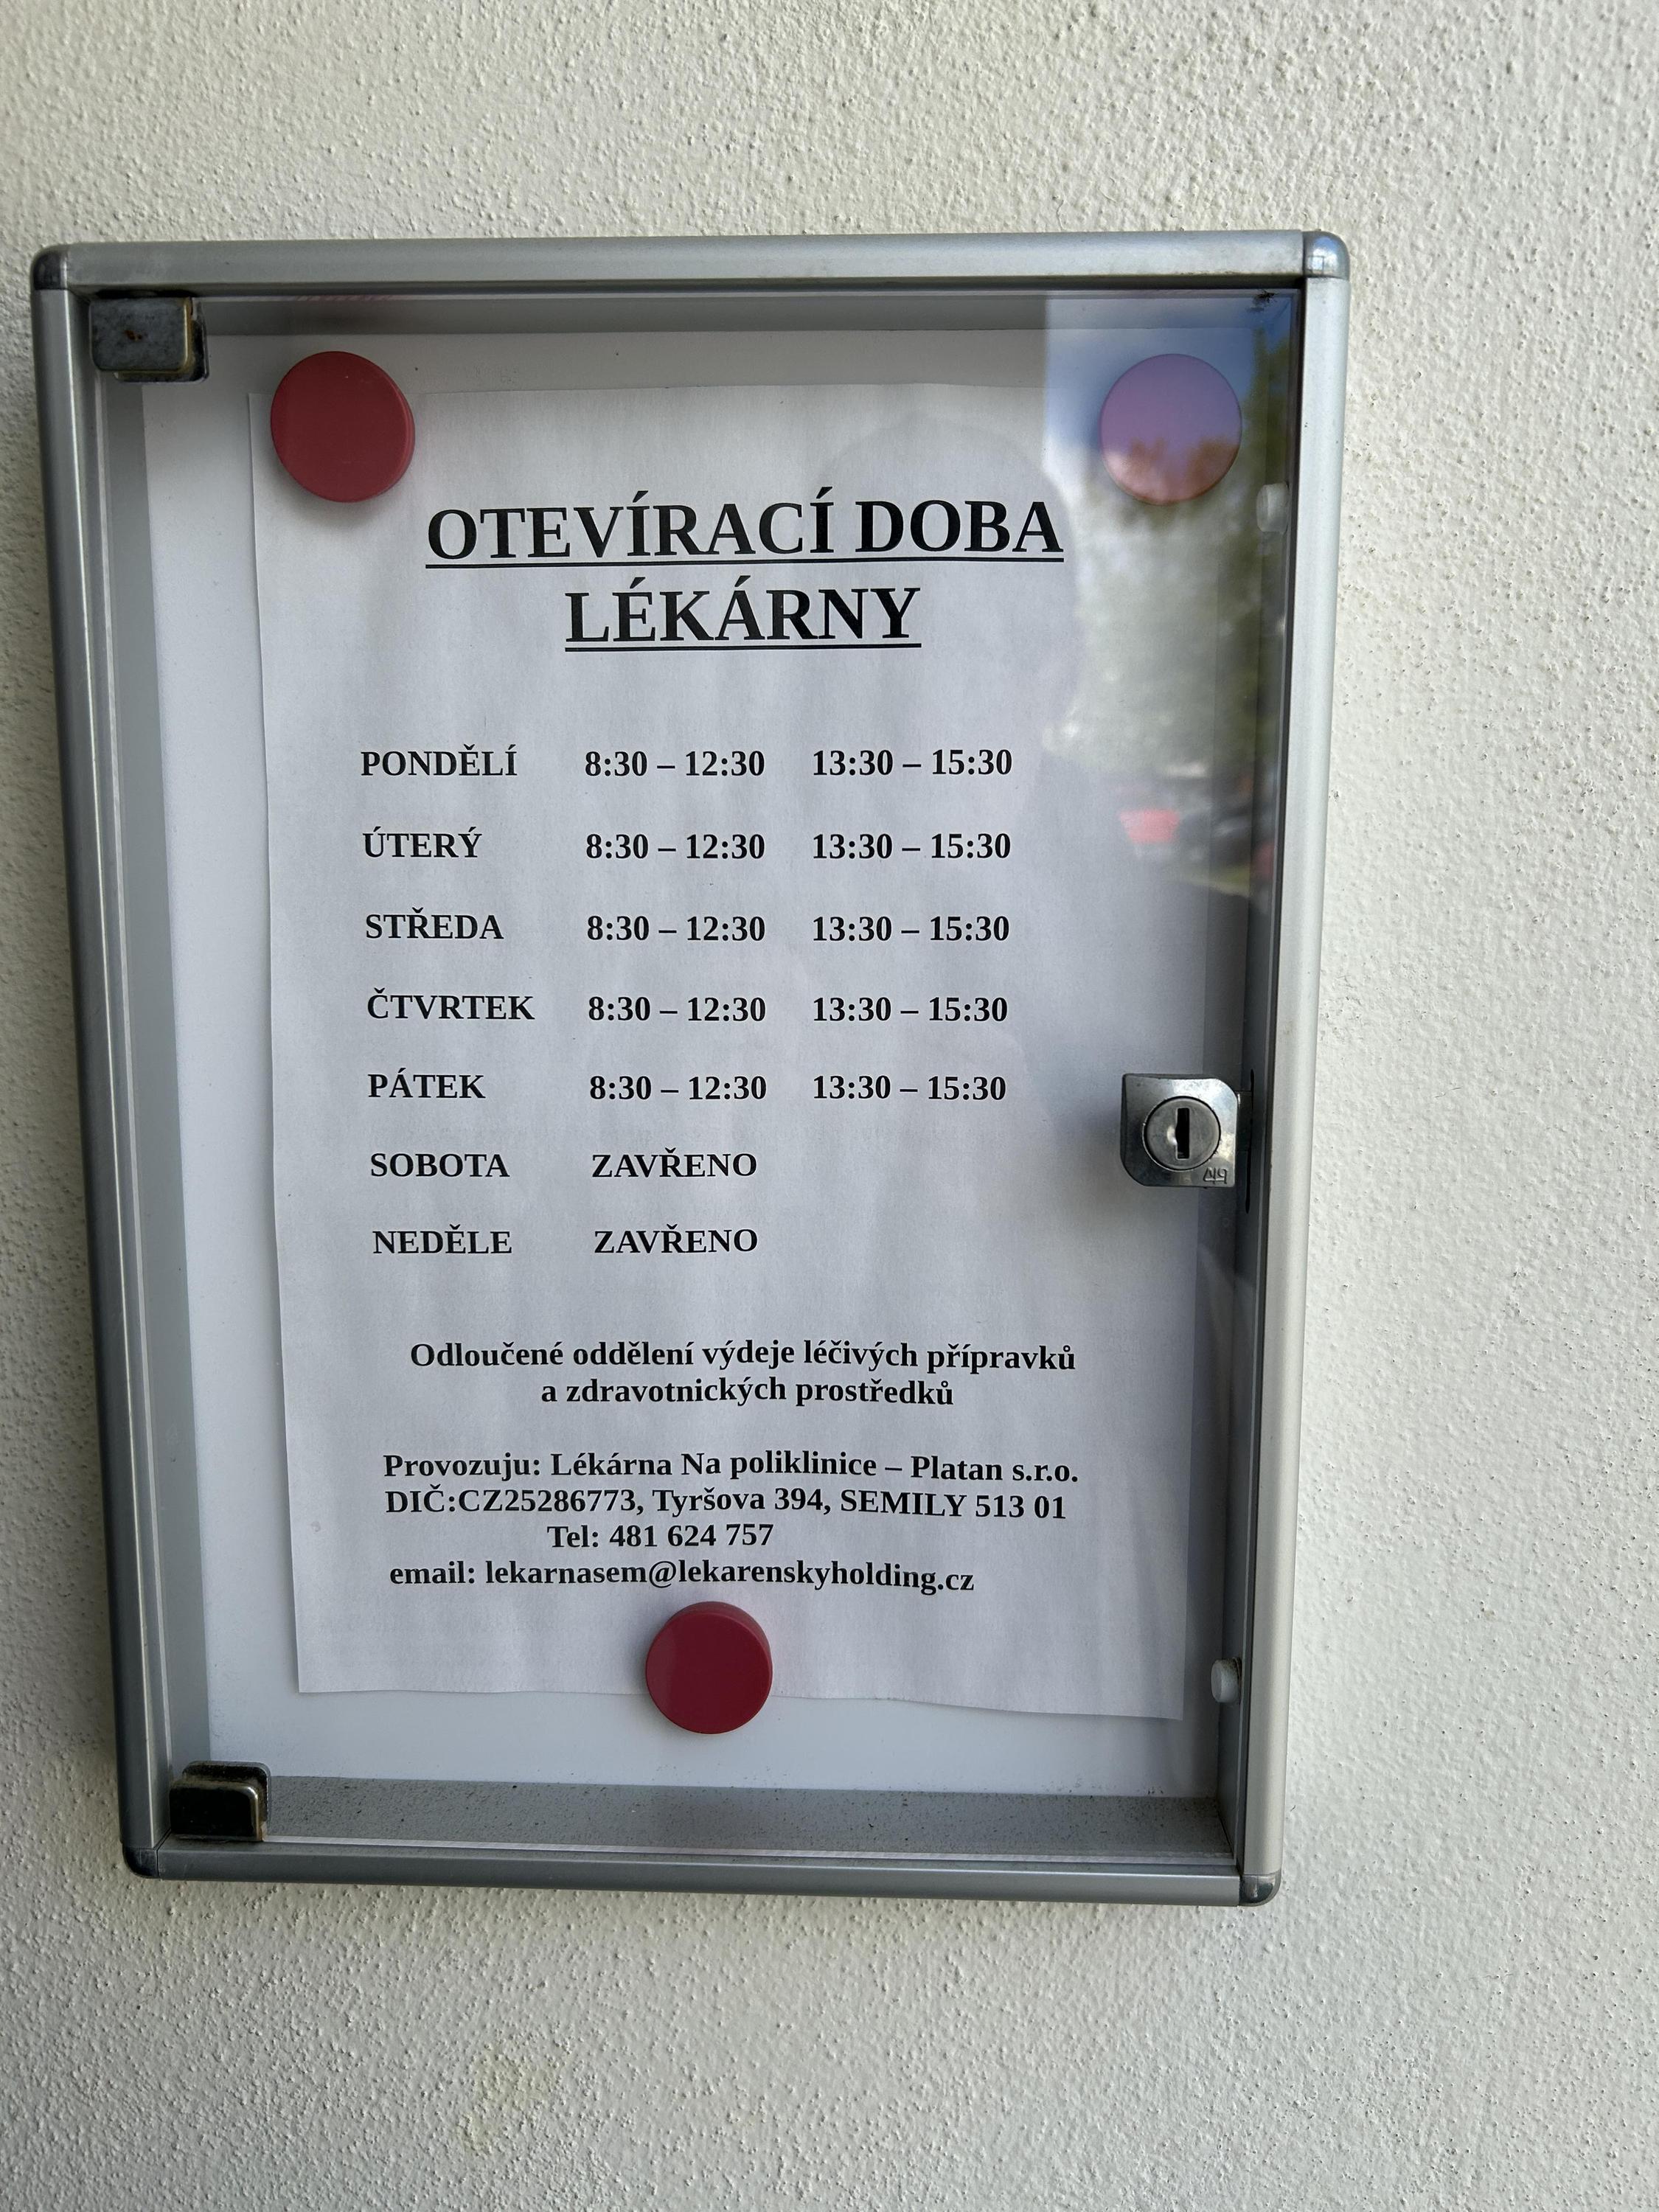 OTEVÍRACÍ DOBA
LÉKÁRNY
PONDĚLÍ 8:30 – 12:30 13:30 – 15:30
ÚTERÝ 8:30 – 12:30 13:30 – 15:30
STŘEDA 8:30 – 12:30 13:30 – 15:30
ČTVRTEK 8:30 – 12:30 13:30 – 15:30
PÁTEK 8:30 – 12:30 13:30 – 15:30
SOBOTA ZAVŘENO
NEDĚLE ZAVŘENO
Odloučené oddělení výdeje léčivých přípravků
a zdravotnických prostředků
Provozuju: Lékárna Na poliklinice – Platan s.r.o.
DIČ:CZ25286773, Tyršova 394, SEMILY 513 01
Tel: 481 624 757
email: lekarnasem@lekarenskyholding.cz